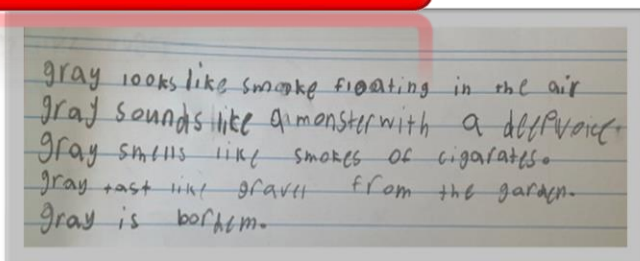 gray looks like smoke floating in the air
gray sounds like a monster with a deep voice.
gray smells like smokes of cigarates.
gray tast like gravel from the garden.
gray is borhem.